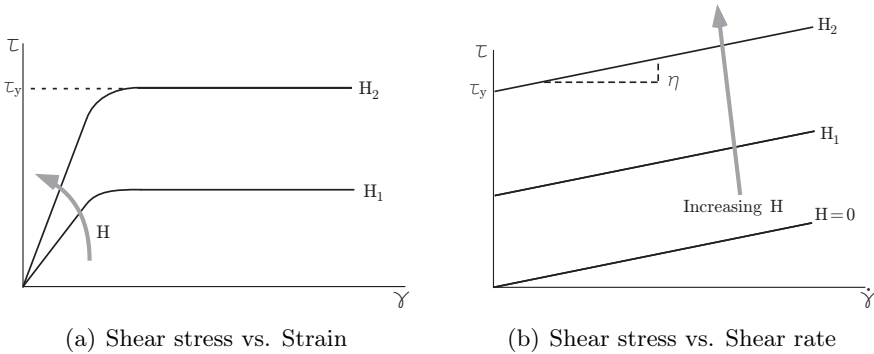 τ
τy
H2
H1
H
γ
(a) Shear stress vs. Strain
τ
τy
H2
η
H1
Increasing H
H=0
γ̇
(b) Shear stress vs. Shear rate